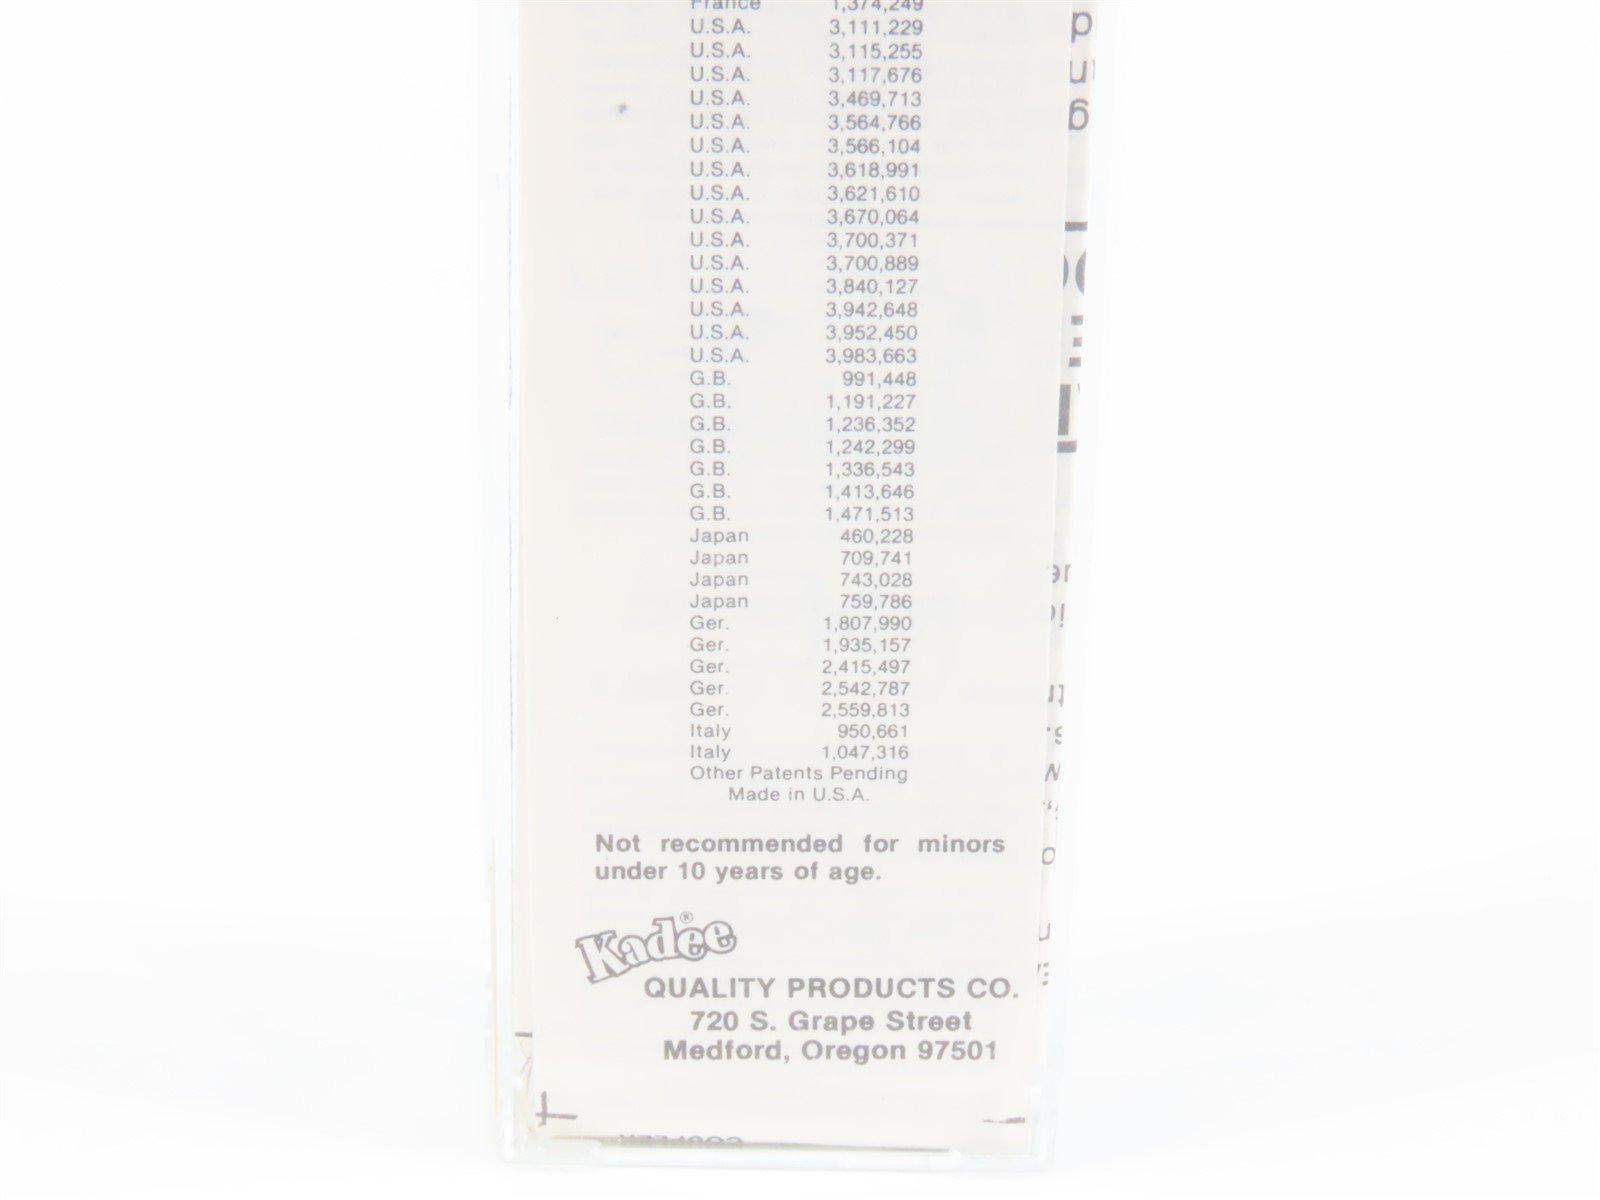 France 1,374,249
U.S.A. 3,111,229
U.S.A. 3,115,255
U.S.A. 3,117,676
U.S.A. 3,469,713
U.S.A. 3,564,766
U.S.A. 3,566,104
U.S.A. 3,618,991
U.S.A. 3,621,610
U.S.A. 3,670,064
U.S.A. 3,700,371
U.S.A. 3,700,889
U.S.A. 3,840,127
U.S.A. 3,942,648
U.S.A. 3,952,450
U.S.A. 3,983,663
G.B. 991,448
G.B. 1,191,227
G.B. 1,236,352
G.B. 1,242,299
G.B. 1,336,543
G.B. 1,413,646
G.B. 1,471,513
Japan 460,228
Japan 709,741
Japan 743,028
Japan 759,786
Ger. 1,807,990
Ger. 1,935,157
Ger. 2,415,497
Ger. 2,542,787
Ger. 2,559,813
Italy 950,661
Italy 1,047,316
Other Patents Pending
Made in U.S.A.
Not recommended for minors
under 10 years of age.
Kadee®
QUALITY PRODUCTS CO.
720 S. Grape Street
Medford, Oregon 97501